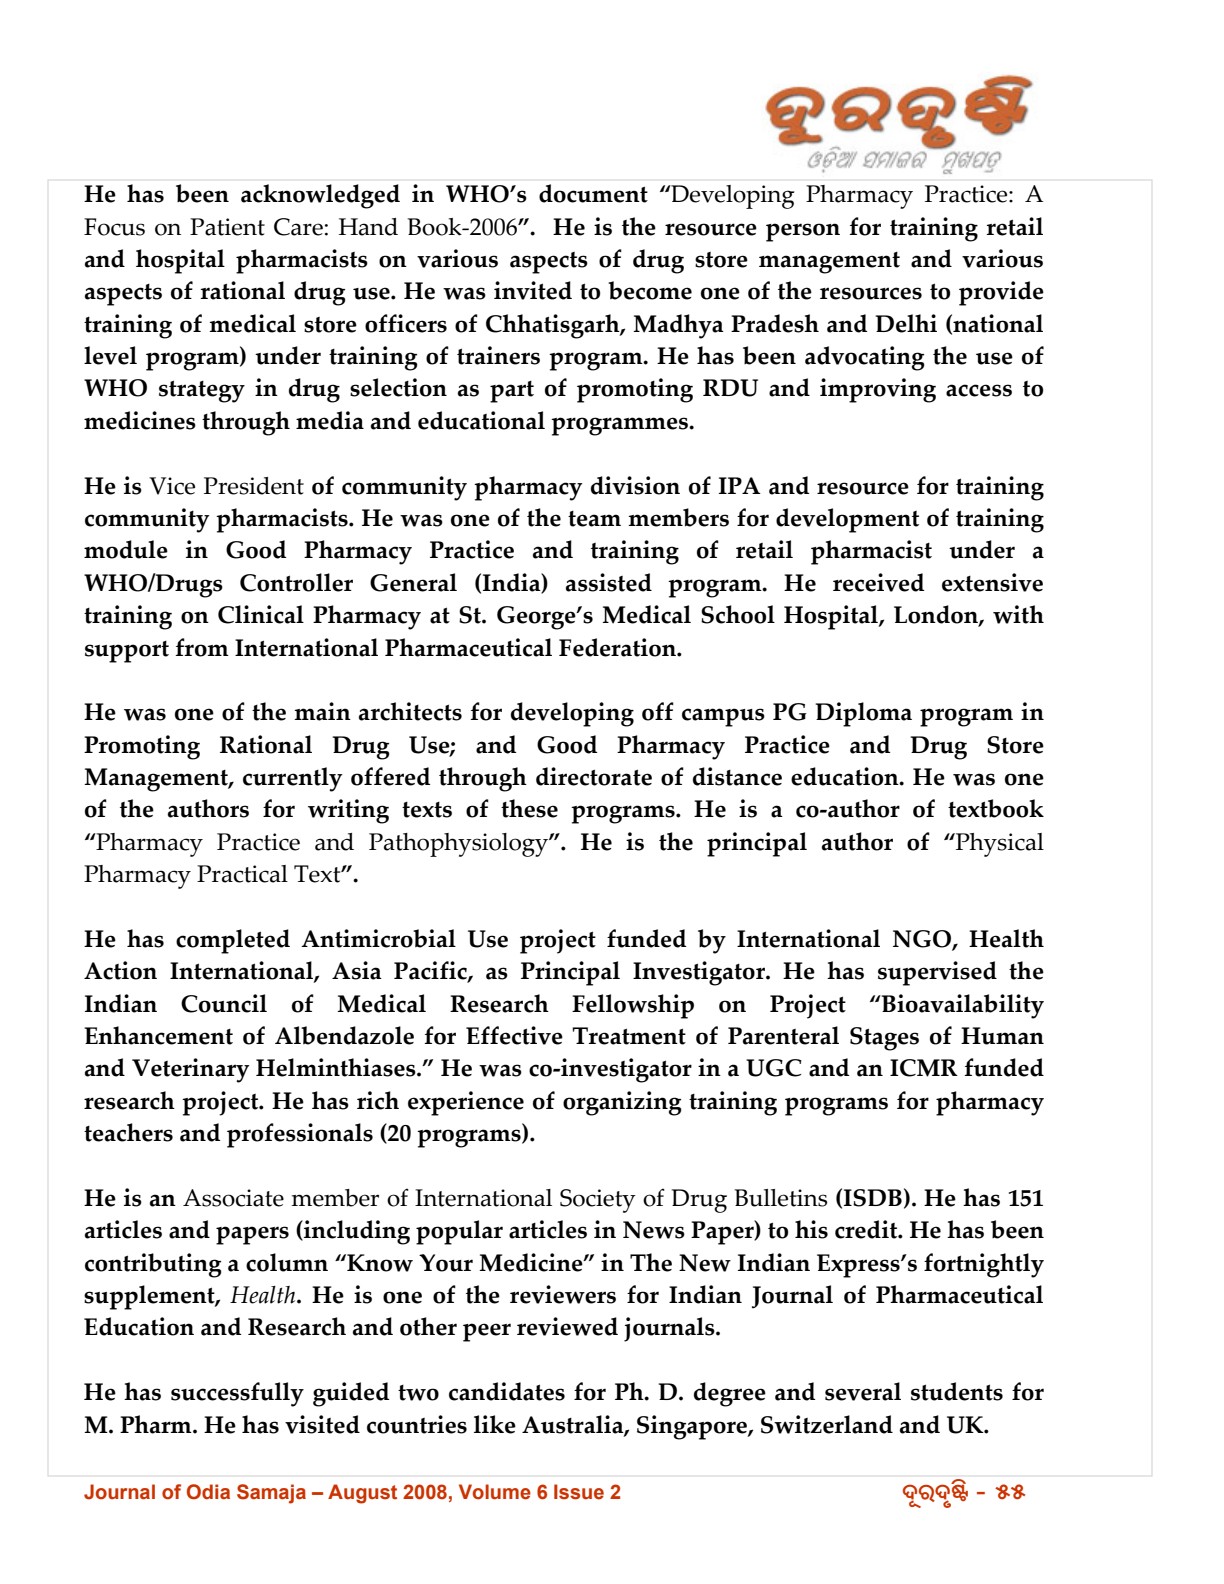 ଦୁରଦୃଷ୍ଟି
ଓଡ଼ିଆ ସମାଜର ମୁଖପତ୍ର
He has been acknowledged in WHO’s document “Developing Pharmacy Practice: A
Focus on Patient Care: Hand Book-2006”. He is the resource person for training retail
and hospital pharmacists on various aspects of drug store management and various
aspects of rational drug use. He was invited to become one of the resources to provide
training of medical store officers of Chhatisgarh, Madhya Pradesh and Delhi (national
level program) under training of trainers program. He has been advocating the use of
WHO strategy in drug selection as part of promoting RDU and improving access to
medicines through media and educational programmes.
He is Vice President of community pharmacy division of IPA and resource for training
community pharmacists. He was one of the team members for development of training
module in Good Pharmacy Practice and training of retail pharmacist under a
WHO/Drugs Controller General (India) assisted program. He received extensive
training on Clinical Pharmacy at St. George’s Medical School Hospital, London, with
support from International Pharmaceutical Federation.
He was one of the main architects for developing off campus PG Diploma program in
Promoting Rational Drug Use; and Good Pharmacy Practice and Drug Store
Management, currently offered through directorate of distance education. He was one
of the authors for writing texts of these programs. He is a co-author of textbook
“Pharmacy Practice and Pathophysiology”. He is the principal author of “Physical
Pharmacy Practical Text”.
He has completed Antimicrobial Use project funded by International NGO, Health
Action International, Asia Pacific, as Principal Investigator. He has supervised the
Indian Council of Medical Research Fellowship on Project “Bioavailability
Enhancement of Albendazole for Effective Treatment of Parenteral Stages of Human
and Veterinary Helminthiases.” He was co-investigator in a UGC and an ICMR funded
research project. He has rich experience of organizing training programs for pharmacy
teachers and professionals (20 programs).
He is an Associate member of International Society of Drug Bulletins (ISDB). He has 151
articles and papers (including popular articles in News Paper) to his credit. He has been
contributing a column “Know Your Medicine” in The New Indian Express’s fortnightly
supplement, Health. He is one of the reviewers for Indian Journal of Pharmaceutical
Education and Research and other peer reviewed journals.
He has successfully guided two candidates for Ph. D. degree and several students for
M. Pharm. He has visited countries like Australia, Singapore, Switzerland and UK.
Journal of Odia Samaja – August 2008, Volume 6 Issue 2
ଦୂରଦୃଷ୍ଟି - ୫୫